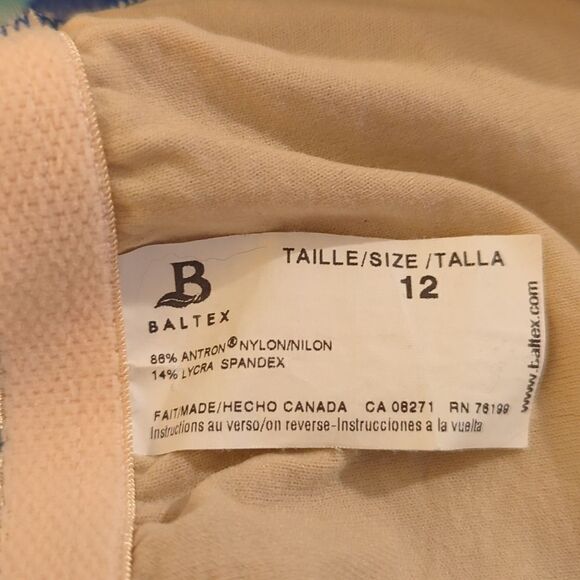 B
BALTEX
TAILLE/SIZE /TALLA
12
86% ANTRON® NYLON/NILON
14% LYCRA SPANDEX
FAIT/MADE/HECHO CANADA CA 08271 RN 76199
Instructions au verso/on reverse-Instrucciones a la vuelta
www.baltex.com